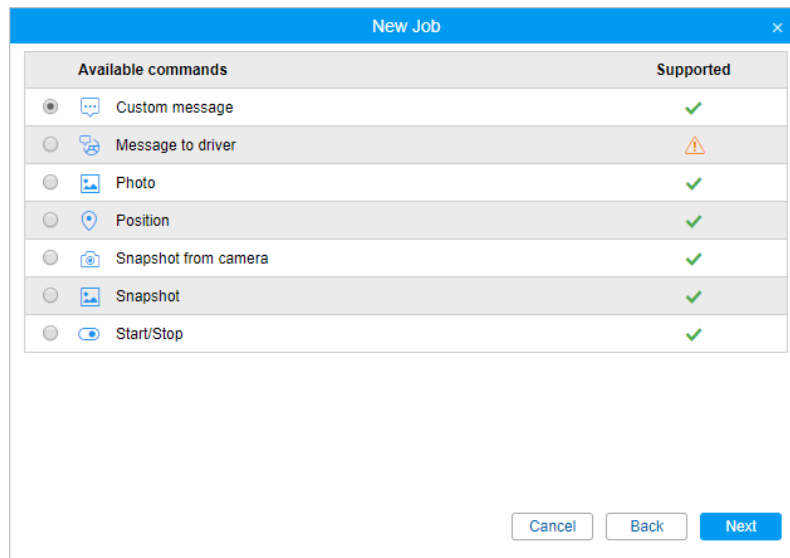 New Job
Available commands Supported
Custom message
Message to driver
Photo
Position
Snapshot from camera
Snapshot
Start/Stop
Cancel Back Next